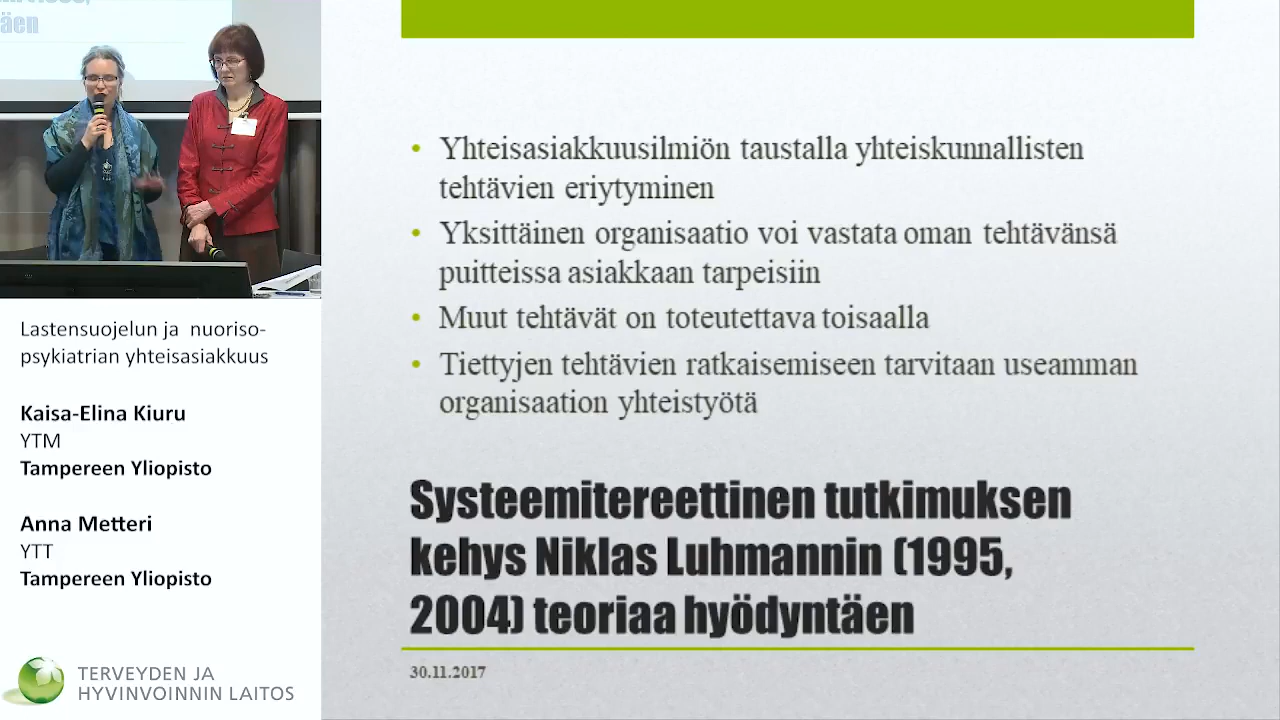 äen
Lastensuojelun ja nuoriso-
psykiatrian yhteisasiakkuus
Kaisa-Elina Kiuru
YTM
Tampereen Yliopisto
Anna Metteri
YTT
Tampereen Yliopisto
TERVEYDEN JA
HYVINVOINNIN LAITOS
• Yhteisasiakkuusilmiön taustalla yhteiskunnallisten
tehtävien eriytyminen
• Yksittäinen organisaatio voi vastata oman tehtävänsä
puitteissa asiakkaan tarpeisiin
• Muut tehtävät on toteutettava toisaalla
• Tiettyjen tehtävien ratkaisemiseen tarvitaan useamman
organisaation yhteistyötä
Systeemitereettinen tutkimuksen
kehys Niklas Luhmannin (1995,
2004) teoriaa hyödyntäen
30.11.2017